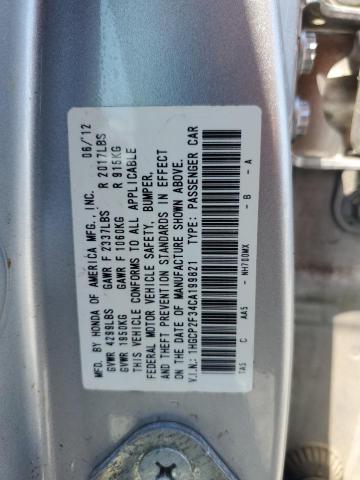 MFD. BY HONDA OF AMERICA MFG., INC. 06/12
GVWR 4299LBS GAWR F 2337LBS R 2017LBS
GVWR 1950KG GAWR F 1060KG R 915KG
THIS VEHICLE CONFORMS TO ALL APPLICABLE
FEDERAL MOTOR VEHICLE SAFETY, BUMPER,
AND THEFT PREVENTION STANDARDS IN EFFECT
ON THE DATE OF MANUFACTURE SHOWN ABOVE.
V.I.N.: 1HGCP2F34CA199821 TYPE: PASSENGER CAR
TA5 C AA5 - NH700MX - B - A